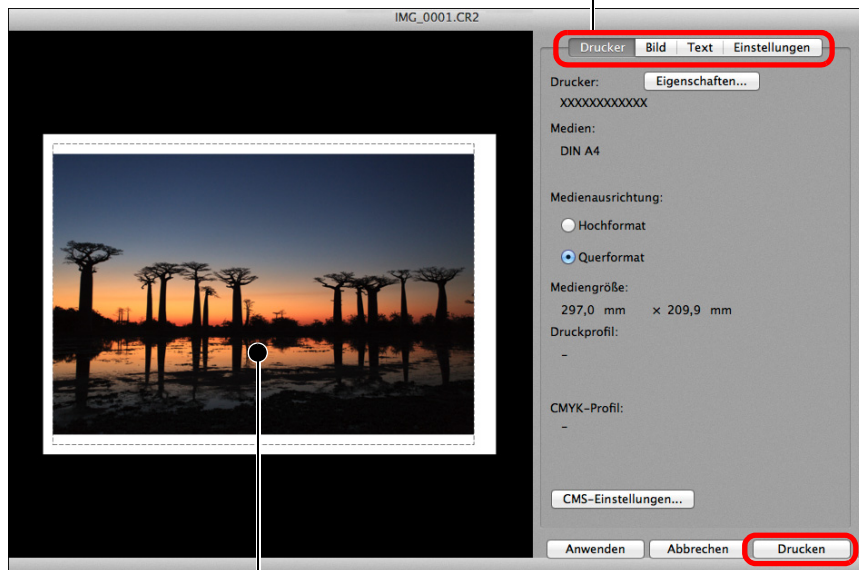 IMG_0001.CR2
Drucker Bild Text Einstellungen
Drucker: Eigenschaften...
XXXXXXXXXXXX
Medien:
DIN A4
Medienausrichtung:
Hochformat
Querformat
Mediengröße:
297,0 mm × 209,9 mm
Druckprofil:
–
CMYK-Profil:
–
CMS-Einstellungen...
Anwenden Abbrechen Drucken